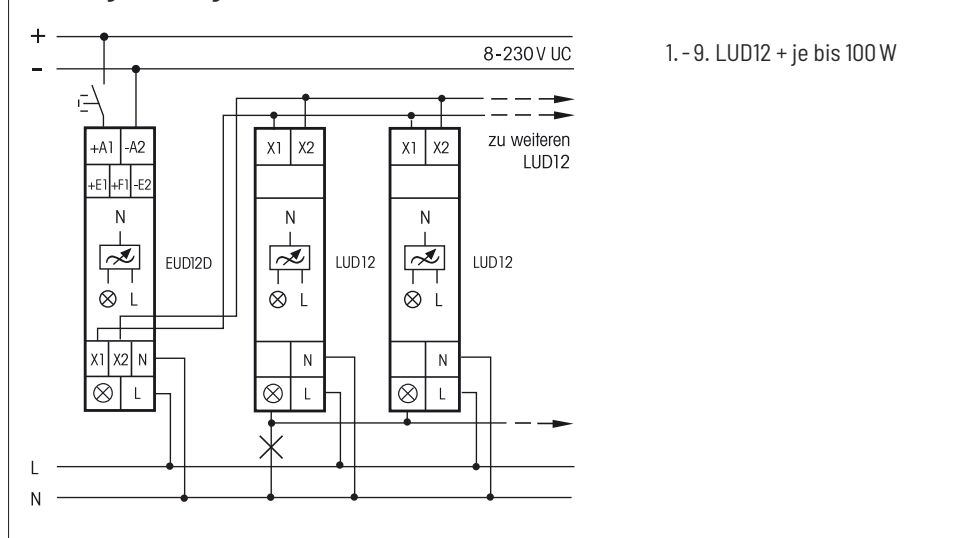 +
8-230 V UC
-
1. - 9. LUD12 + je bis 100 W
zu weiteren
LUD12
+A1 -A2
+E1 +F1 -E2
N
EUD12D
L
X1 X2 N
L
X1 X2
N
LUD12
L
N
L
X1 X2
N
LUD12
L
N
L
L
N